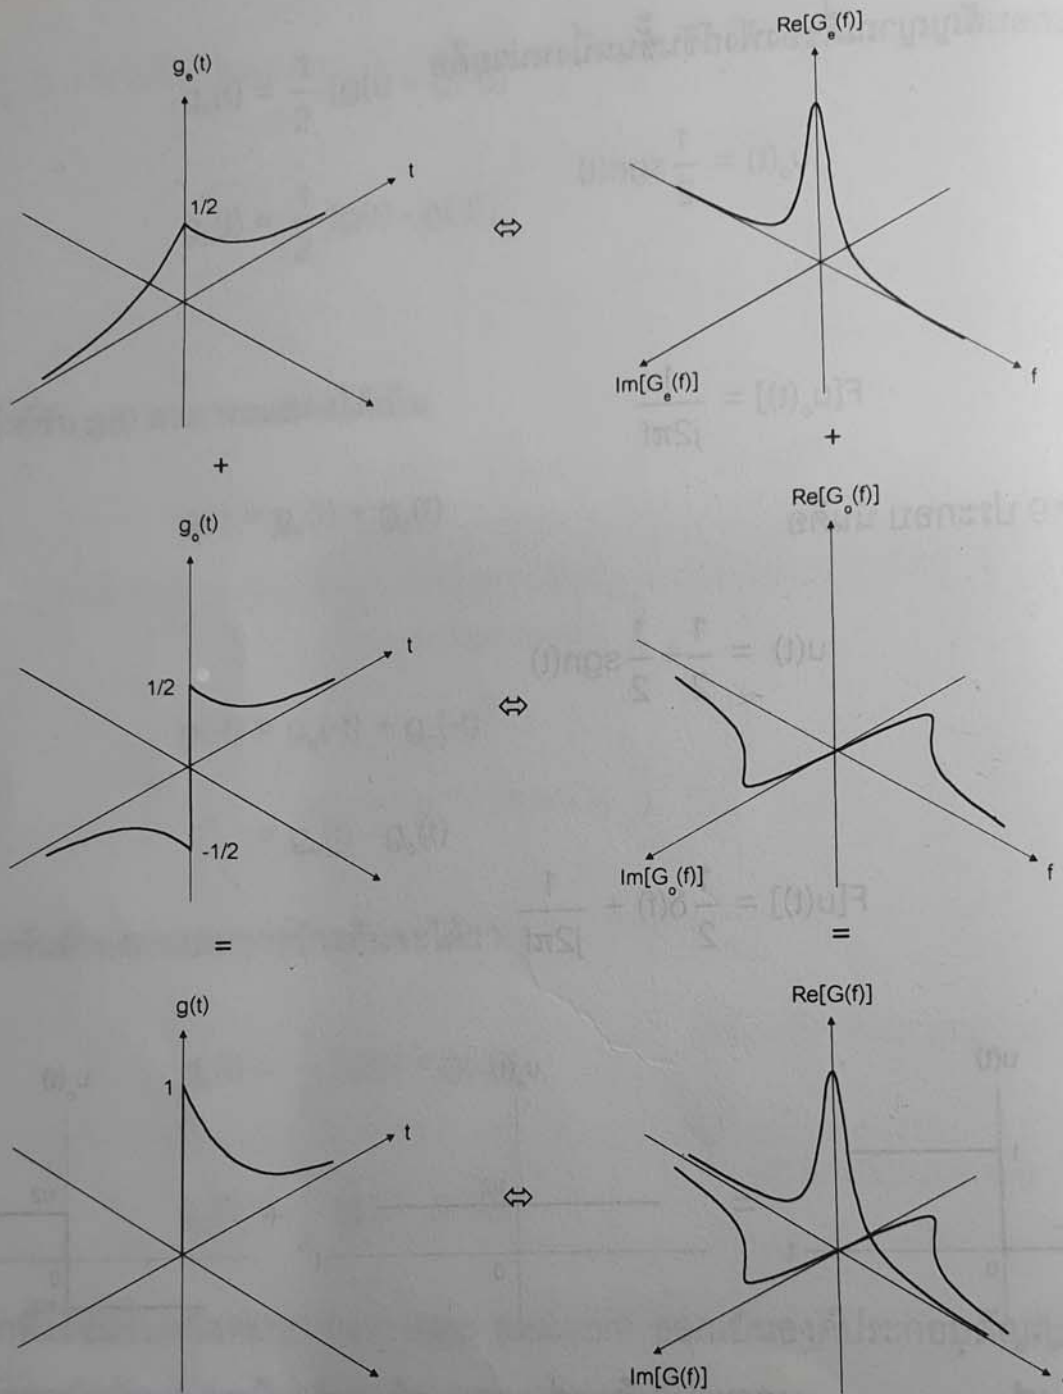 Re[G_e(f)]
g_e(t)
t
1/2
⇔
Im[G_e(f)]
f
+
+
Re[G_o(f)]
g_o(t)
t
1/2
⇔
-1/2
Im[G_o(f)]
f
=
=
Re[G(f)]
g(t)
1
t
⇔
Im[G(f)]